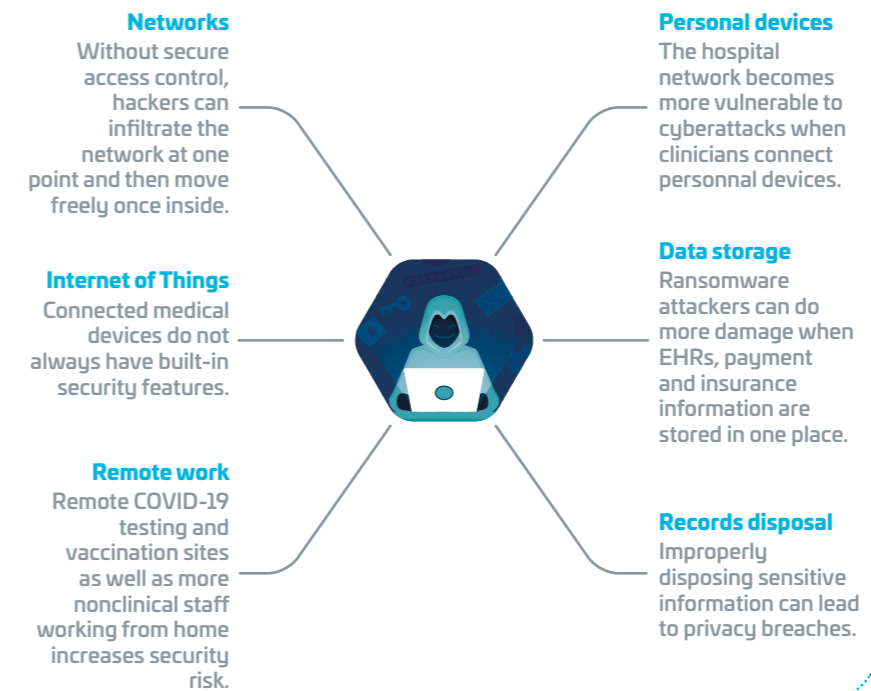 Networks
Without secure
access control,
hackers can
infiltrate the
network at one
point and then move
freely once inside.
Internet of Things
Connected medical
devices do not
always have built-in
security features.
Remote work
Remote COVID-19
testing and
vaccination sites
as well as more
nonclinical staff
working from home
increases security
risk.
Personal devices
The hospital
network becomes
more vulnerable to
cyberattacks when
clinicians connect
personnal devices.
Data storage
Ransomware
attackers can do
more damage when
EHRs, payment
and insurance
information are
stored in one place.
Records disposal
Improperly
disposing sensitive
information can lead
to privacy breaches.